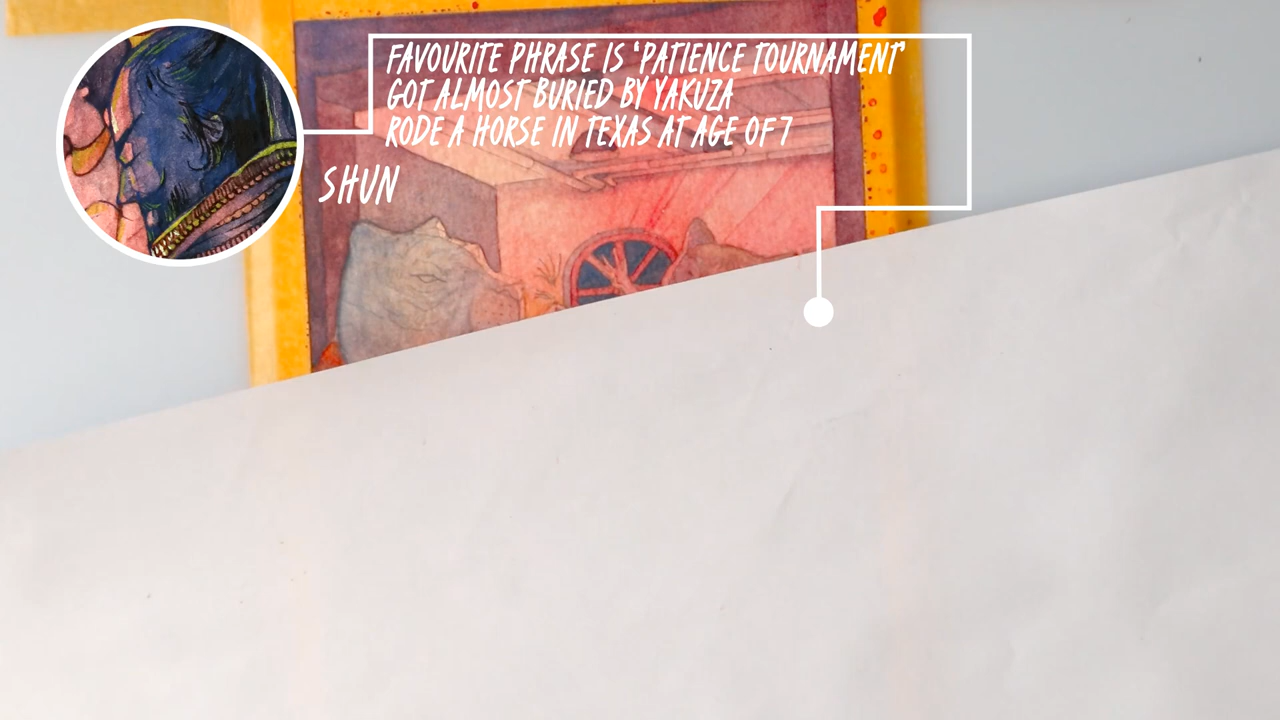 FAVOURITE PHRASE IS 'PATIENCE TOURNAMENT'
GOT ALMOST BURIED BY YAKUZA
RODE A HORSE IN TEXAS AT AGE OF 7
SHUN